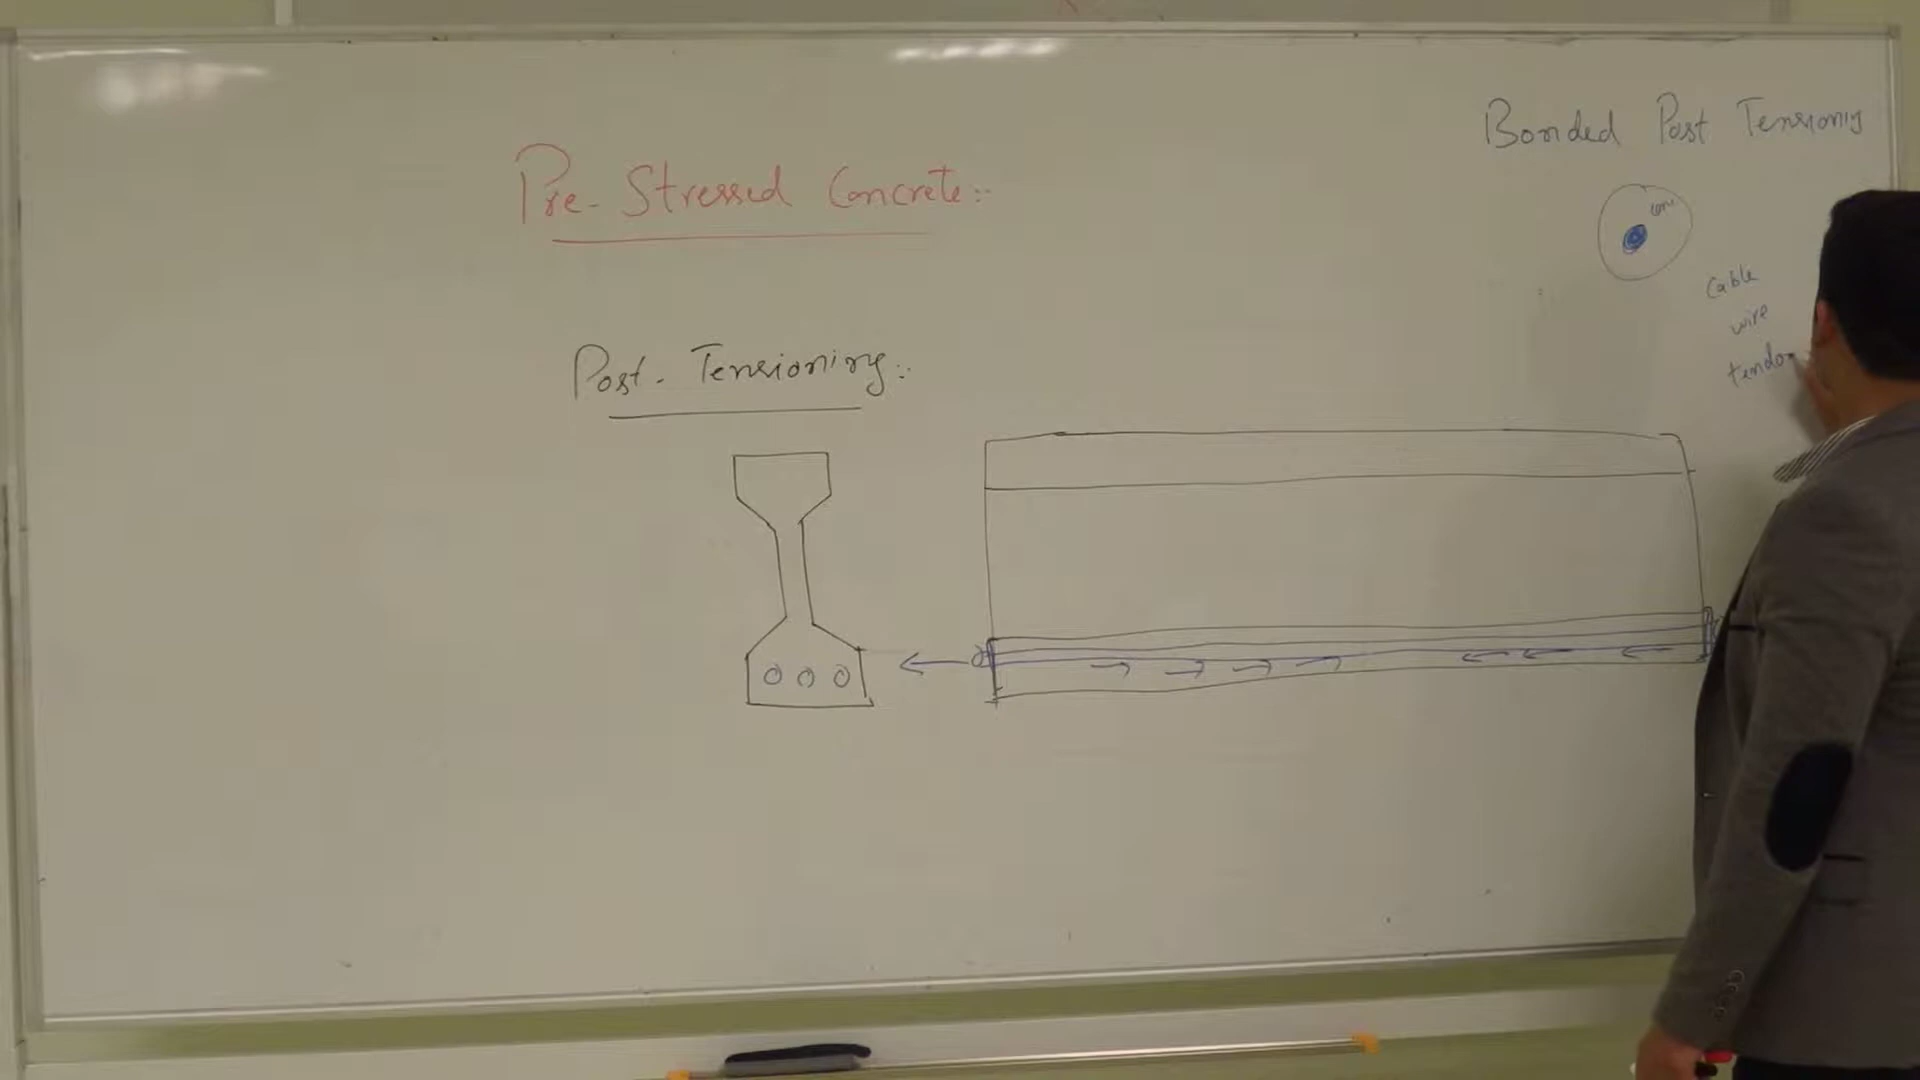 Pre-Stressed Concrete:-
Post-Tensioning:-
Bonded Post Tensioning
Cable
wire
tendon